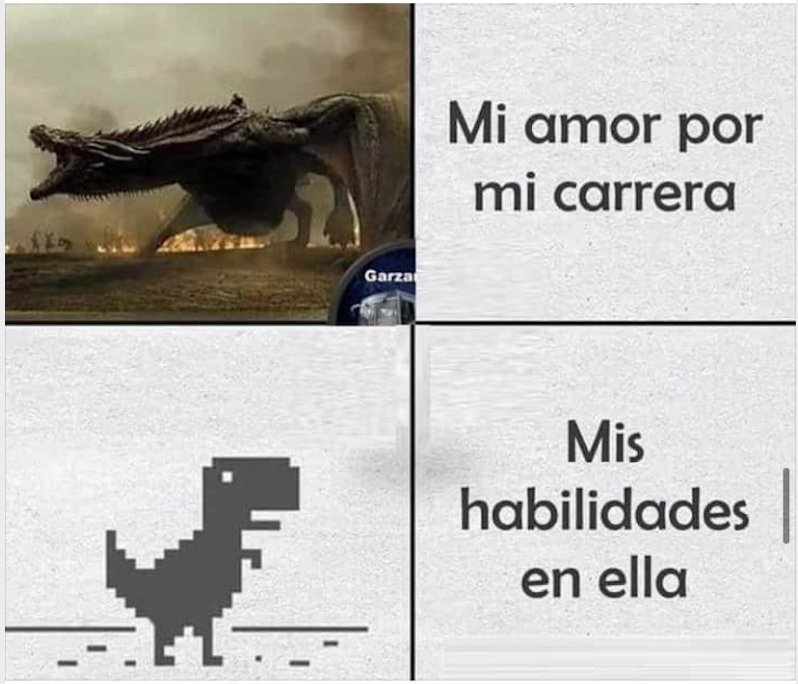 Mi amor por
mi carrera
Mis
habilidades
en ella